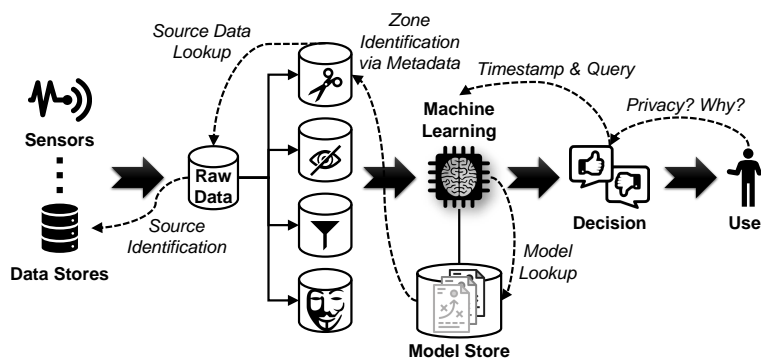 Source Data
Lookup
Zone
Identification
via Metadata
Timestamp & Query
Privacy? Why?
Machine
Learning
Sensors
Raw
Data
Source
Identification
Data Stores
Decision
Use
Model
Lookup
Model Store